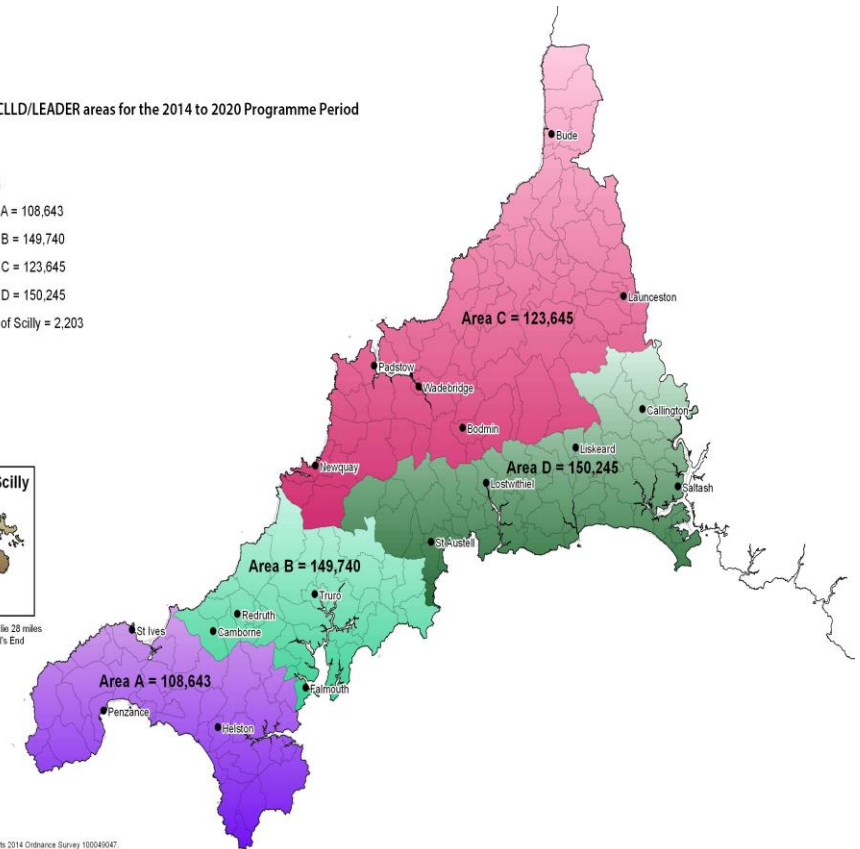 CLLD/LEADER areas for the 2014 to 2020 Programme Period
A = 108,643
B = 149,740
C = 123,645
D = 150,245
of Scilly = 2,203
Bude
Launceston
Area C = 123,645
Padstow
Wadebridge
Callington
Bodmin
Liskeard
Newquay
Area D = 150,245
Scilly
Lostwithiel
Saltash
St Austell
Area B = 149,740
Truro
Redruth
lie 28 miles
St Ives
Camborne
's End
Area A = 108,643
Falmouth
Penzance
Helston
ts 2014 Ordnance Survey 100049047.